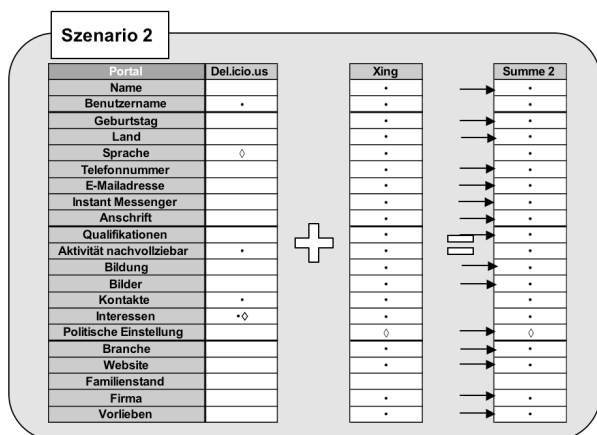 Szenario 2
Portal Del.icio.us Xing Summe 2
Name • •
Benutzername • • •
Geburtstag • •
Land • •
Sprache ◊ • •
Telefonnummer • •
E-Mailadresse • •
Instant Messenger • •
Anschrift • •
Qualifikationen • •
Aktivität nachvollziebar • • •
Bildung • •
Bilder • •
Kontakte • • •
Interessen •◊ • •
Politische Einstellung ◊ ◊
Branche • •
Website • •
Familienstand
Firma • •
Vorlieben • •